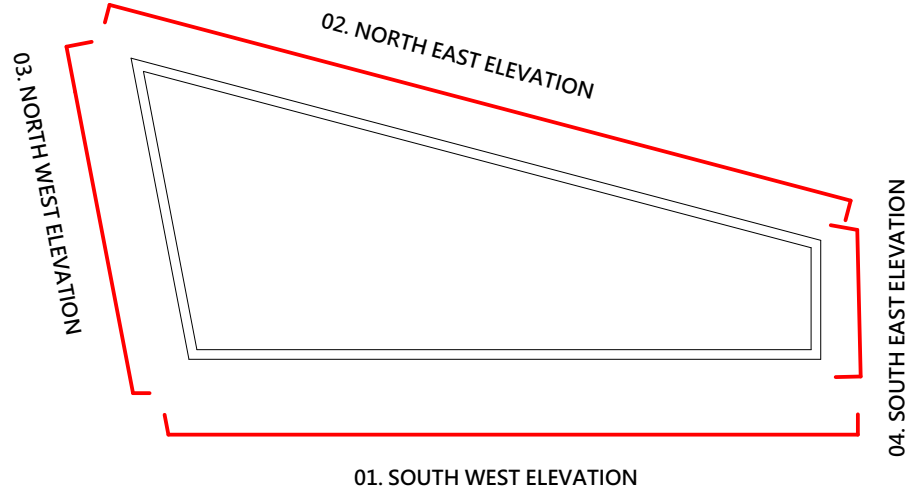 02. NORTH EAST ELEVATION
03. NORTH WEST ELEVATION
04. SOUTH EAST ELEVATION
01. SOUTH WEST ELEVATION